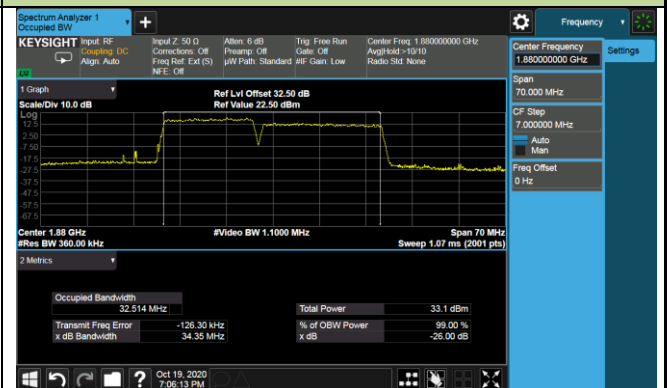 Spectrum Analyzer 1
Occupied BW
+
Frequency
KEYSIGHT
Input: RF
Coupling: DC
Align: Auto
Input Z: 50 Ω
Corrections: Off
Freq Ref: Ext (S)
NFE: Off
Atten: 6 dB
Preamp: Off
µW Path: Standard
Trig: Free Run
Gate: Off
#IF Gain: Low
Center Freq: 1.880000000 GHz
Avg|Hold:>10/10
Radio Std: None
Center Frequency
1.880000000 GHz
Settings
Span
70.000 MHz
CF Step
7.000000 MHz
Auto
Man
Freq Offset
0 Hz
1 Graph
Scale/Div 10.0 dB
Ref Lvl Offset 32.50 dB
Ref Value 22.50 dBm
Log
12.5
2.50
-7.50
-17.5
-27.5
-37.5
-47.5
-57.5
-67.5
Center 1.88 GHz
#Video BW 1.1000 MHz
Span 70 MHz
#Res BW 360.00 kHz
Sweep 1.07 ms (2001 pts)
2 Metrics
Occupied Bandwidth
32.514 MHz
Total Power 33.1 dBm
Transmit Freq Error -126.30 kHz
% of OBW Power 99.00 %
x dB Bandwidth 34.35 MHz
x dB -26.00 dB
?
Oct 19, 2020
7:06:13 PM